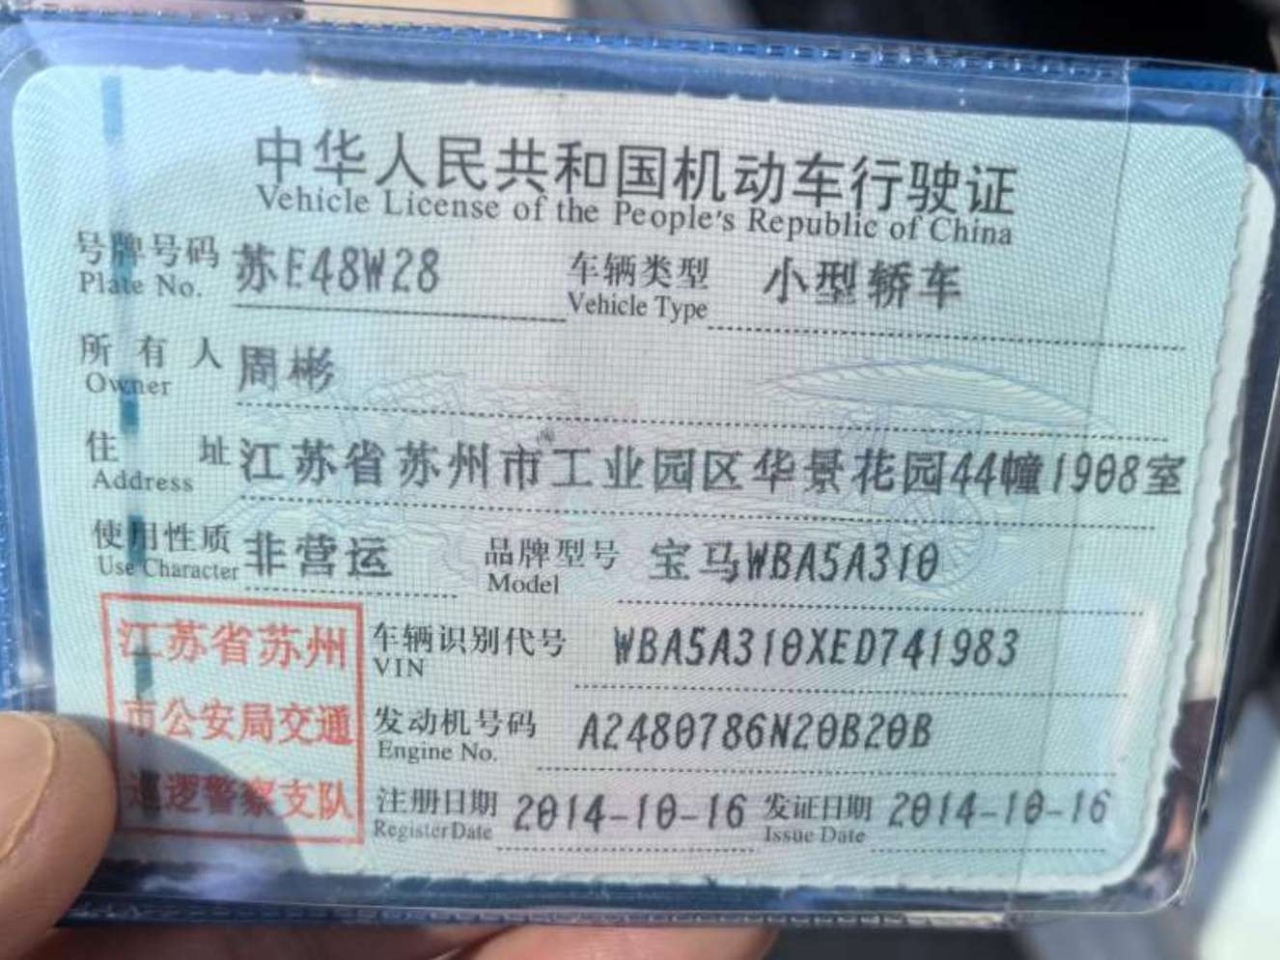 中华人民共和国机动车行驶证
Vehicle License of the People's Republic of China
号牌号码 苏E48W28 车辆类型 小型轿车
Plate No. Vehicle Type
所有人 周彬
Owner
住址 江苏省苏州市工业园区华景花园44幢1908室
Address
使用性质 非营运 品牌型号 宝马WBA5A310
Use Character Model
江苏省苏州
市公安局交通
巡逻警察支队
车辆识别代号 WBA5A310XED741983
VIN
发动机号码 A2480786N20B20B
Engine No.
注册日期 2014-10-16 发证日期 2014-10-16
Register Date Issue Date